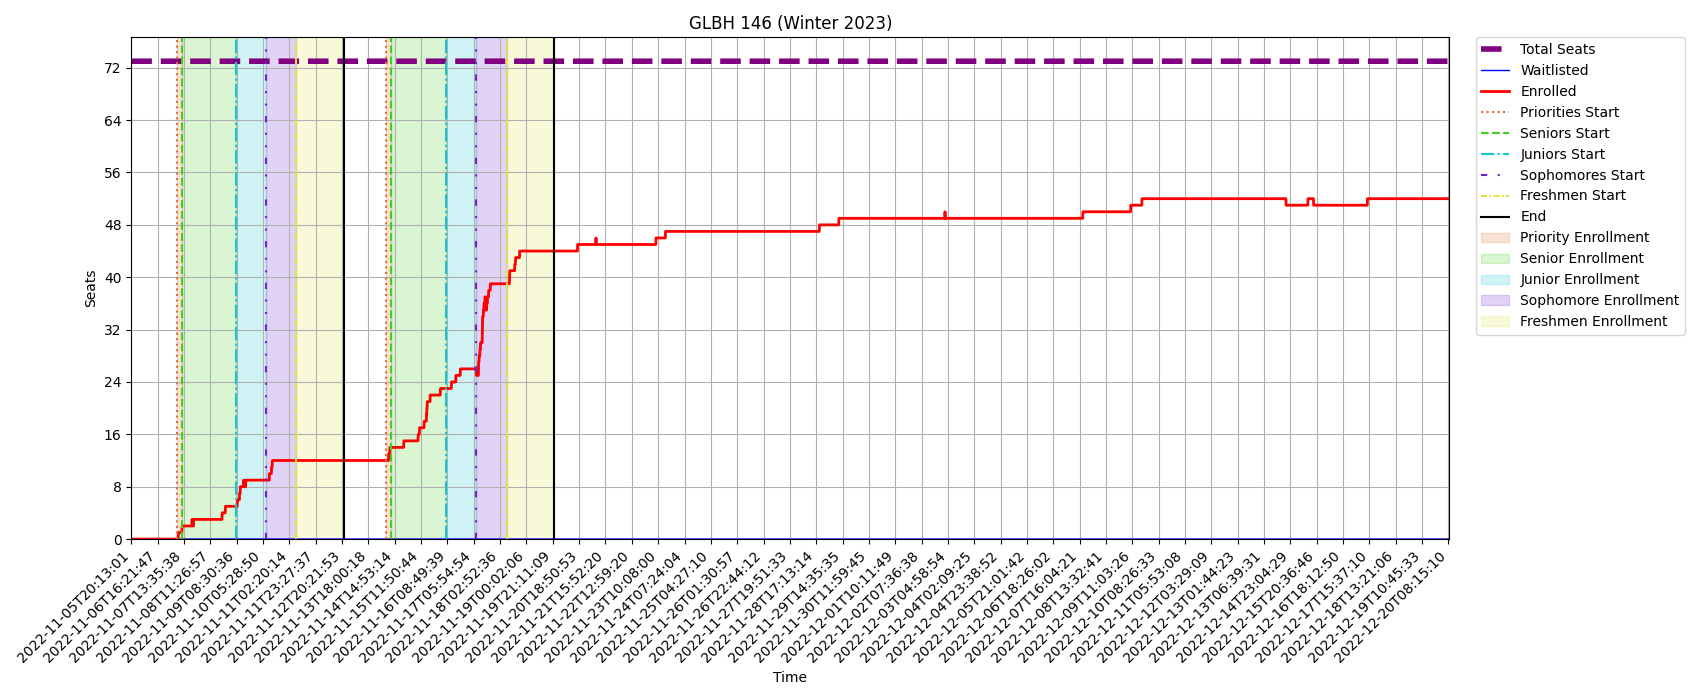 GLBH 146 (Winter 2023)
Seats
72
64
56
48
40
32
24
16
8
0
2022-11-05T20:13:01
2022-11-06T16:21:47
2022-11-07T13:35:38
2022-11-08T11:26:57
2022-11-09T08:30:36
2022-11-10T05:28:50
2022-11-11T02:20:14
2022-11-11T23:27:37
2022-11-12T20:21:53
2022-11-13T18:00:18
2022-11-14T14:53:14
2022-11-15T11:50:44
2022-11-16T08:49:39
2022-11-17T05:54:54
2022-11-18T02:52:36
2022-11-19T00:02:06
2022-11-19T21:11:09
2022-11-20T18:50:53
2022-11-21T15:52:20
2022-11-22T12:59:20
2022-11-23T10:08:00
2022-11-24T07:24:04
2022-11-25T04:27:10
2022-11-26T01:30:57
2022-11-26T22:44:12
2022-11-27T19:51:33
2022-11-28T17:13:14
2022-11-29T14:35:35
2022-11-30T11:59:45
2022-12-01T10:11:49
2022-12-02T07:36:38
2022-12-03T04:58:54
2022-12-04T02:09:25
2022-12-04T23:38:52
2022-12-05T21:01:42
2022-12-06T18:26:02
2022-12-07T16:04:21
2022-12-08T13:32:41
2022-12-09T11:03:26
2022-12-10T08:26:33
2022-12-11T05:53:08
2022-12-12T03:29:09
2022-12-13T01:44:23
2022-12-13T06:39:31
2022-12-14T23:04:29
2022-12-15T20:36:46
2022-12-16T18:12:50
2022-12-17T15:37:10
2022-12-18T13:21:06
2022-12-19T10:45:33
2022-12-20T08:15:10
Time
Total Seats
Waitlisted
Enrolled
Priorities Start
Seniors Start
Juniors Start
Sophomores Start
Freshmen Start
End
Priority Enrollment
Senior Enrollment
Junior Enrollment
Sophomore Enrollment
Freshmen Enrollment